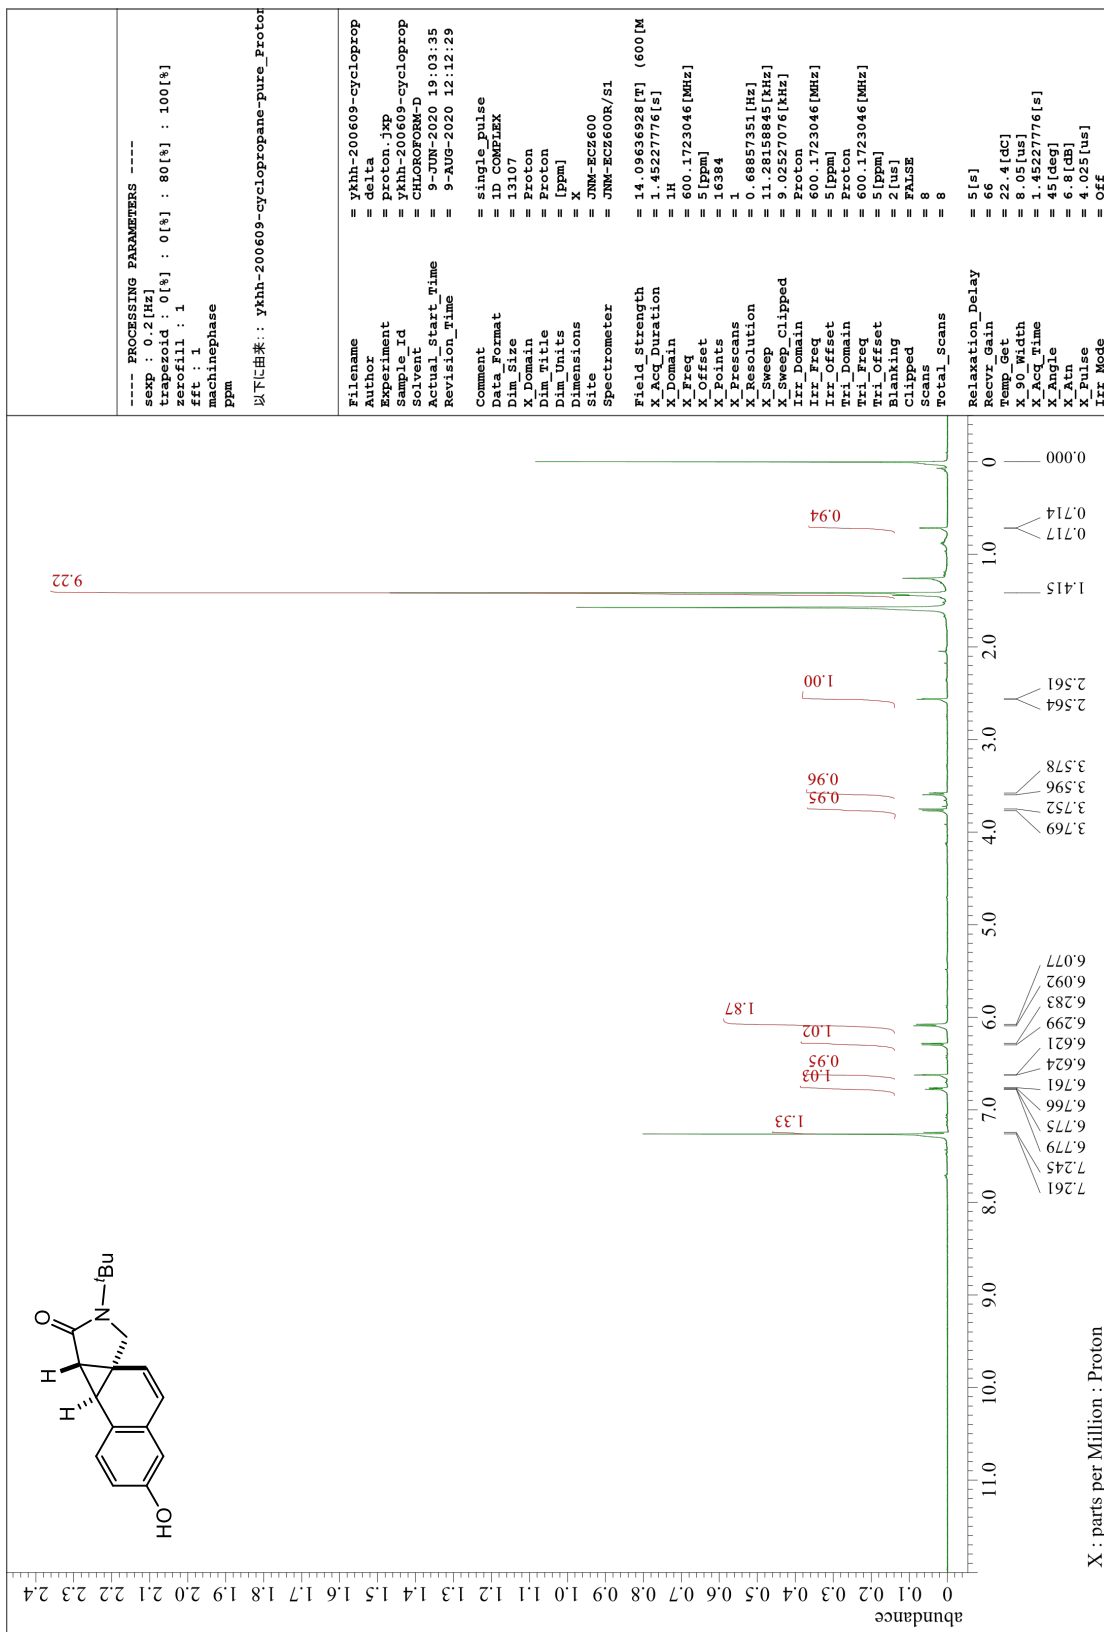 ---- PROCESSING PARAMETERS ----
sexp : 0.2[Hz]
trapezoid : 0[%] : 0[%] : 80[%] : 100[%]
zerofill : 1
fft : 1
machinephase
ppm
以下に由来:: ykhh-200609-cyclopropane-pure_Proton
Filename = ykhh-200609-cycloprop
Author = delta
Experiment = proton.jxp
Sample_Id = ykhh-200609-cycloprop
Solvent = CHLOROFORM-D
Actual_Start_Time = 9-JUN-2020 19:03:35
Revision_Time = 9-AUG-2020 12:12:29
Comment = single_pulse
Data_Format = 1D COMPLEX
Dim_Size = 13107
X_Domain = Proton
Dim_Title = Proton
Dim_Units = [ppm]
Dimensions = X
Site = JNM-ECZ600
Spectrometer = JNM-ECZ600R/S1
Field_Strength = 14.09636928[T] (600[M
X_Acq_Duration = 1.45227776[s]
X_Domain = 1H
X_Freq = 600.1723046[MHz]
X_Offset = 5[ppm]
X_Points = 16384
X_Prescans = 1
X_Resolution = 0.68857351[Hz]
X_Sweep = 11.28158845[kHz]
X_Sweep_Clipped = 9.02527076[kHz]
Irr_Domain = Proton
Irr_Freq = 600.1723046[MHz]
Irr_Offset = 5[ppm]
Tri_Domain = Proton
Tri_Freq = 600.1723046[MHz]
Tri_Offset = 5[ppm]
Blanking = 2[us]
Clipped = FALSE
Scans = 8
Total_Scans = 8
Relaxation_Delay = 5[s]
Recvr_Gain = 66
Temp_Get = 22.4[dC]
X_90_Width = 8.05[us]
X_Acq_Time = 1.45227776[s]
X_Angle = 45[deg]
X_Atn = 6.8[dB]
X_Pulse = 4.025[us]
Irr_Mode = Off
O
N
tBu
H
H
HO
abundance
0 0.1 0.2 0.3 0.4 0.5 0.6 0.7 0.8 0.9 1.0 1.1 1.2 1.3 1.4 1.5 1.6 1.7 1.8 1.9 2.0 2.1 2.2 2.3 2.4
1.33
1.03
0.95
1.02
1.87
0.95
0.96
1.00
9.22
0.94
11.0 10.0 9.0 8.0 7.0 6.0 5.0 4.0 3.0 2.0 1.0 0
7.261
7.245
6.779
6.775
6.766
6.761
6.624
6.621
6.299
6.283
6.092
6.077
3.769
3.752
3.596
3.578
2.564
2.561
1.415
0.717
0.714
0.000
X : parts per Million : Proton